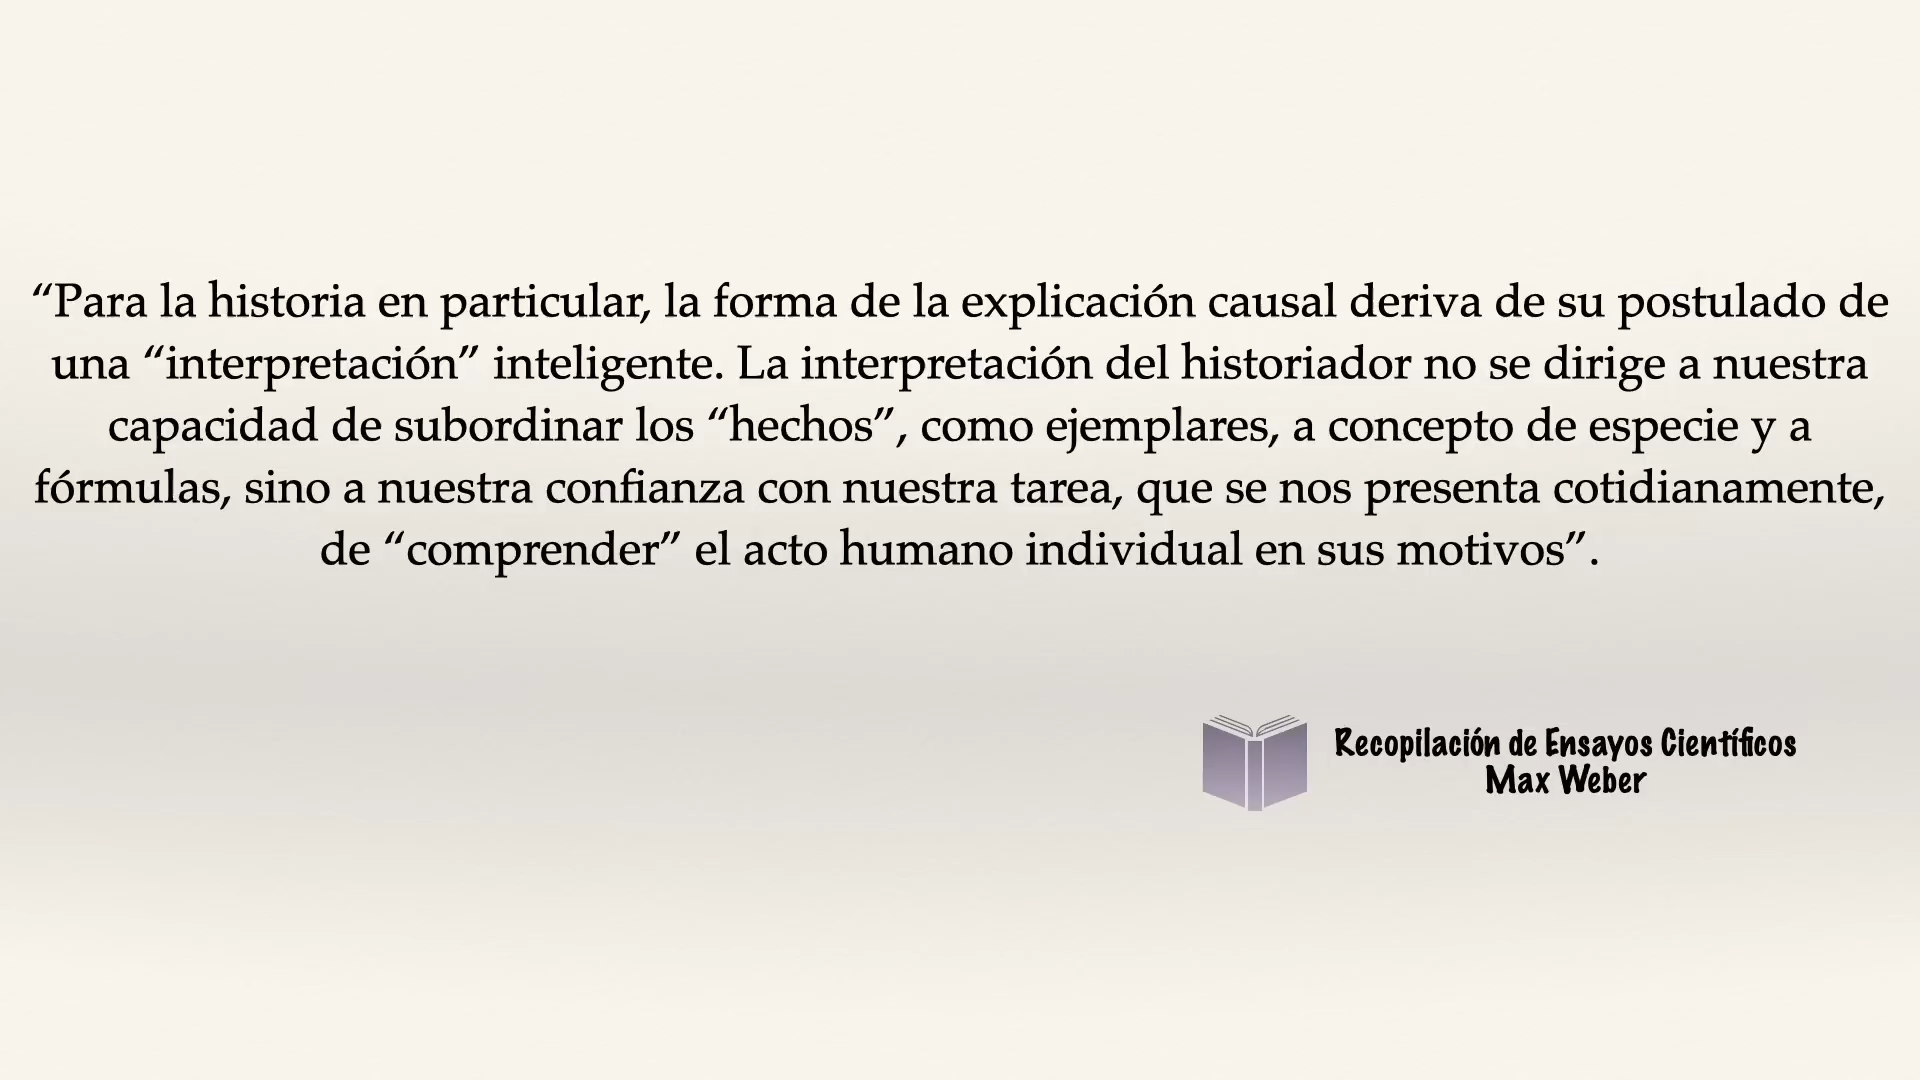 “Para la historia en particular, la forma de la explicación causal deriva de su postulado de
una “interpretación” inteligente. La interpretación del historiador no se dirige a nuestra
capacidad de subordinar los “hechos”, como ejemplares, a concepto de especie y a
fórmulas, sino a nuestra confianza con nuestra tarea, que se nos presenta cotidianamente,
de “comprender” el acto humano individual en sus motivos”.
Recopilación de Ensayos Científicos
Max Weber